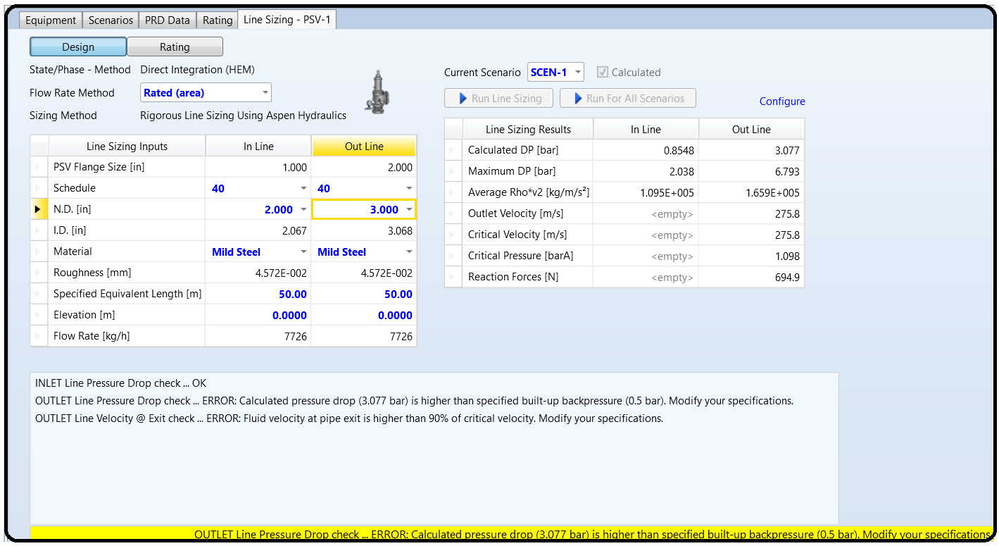 Equipment Scenarios PRD Data Rating Line Sizing - PSV-1
Design Rating
State/Phase - Method Direct Integration (HEM)
Flow Rate Method Rated (area)
Sizing Method Rigorous Line Sizing Using Aspen Hydraulics
Current Scenario SCEN-1 Calculated
Run Line Sizing Run For All Scenarios Configure
Line Sizing Inputs In Line Out Line
PSV Flange Size [in] 1.000 2.000
Schedule 40 40
N.D. [in] 2.000 3.000
I.D. [in] 2.067 3.068
Material Mild Steel Mild Steel
Roughness [mm] 4.572E-002 4.572E-002
Specified Equivalent Length [m] 50.00 50.00
Elevation [m] 0.0000 0.0000
Flow Rate [kg/h] 7726 7726
Line Sizing Results In Line Out Line
Calculated DP [bar] 0.8548 3.077
Maximum DP [bar] 2.038 6.793
Average Rho*v2 [kg/m/s²] 1.095E+005 1.659E+005
Outlet Velocity [m/s] <empty> 275.8
Critical Velocity [m/s] <empty> 275.8
Critical Pressure [barA] <empty> 1.098
Reaction Forces [N] <empty> 694.9
INLET Line Pressure Drop check ... OK
OUTLET Line Pressure Drop check ... ERROR: Calculated pressure drop (3.077 bar) is higher than specified built-up backpressure (0.5 bar). Modify your specifications.
OUTLET Line Velocity @ Exit check ... ERROR: Fluid velocity at pipe exit is higher than 90% of critical velocity. Modify your specifications.
OUTLET Line Pressure Drop check ... ERROR: Calculated pressure drop (3.077 bar) is higher than specified built-up backpressure (0.5 bar). Modify your specifications